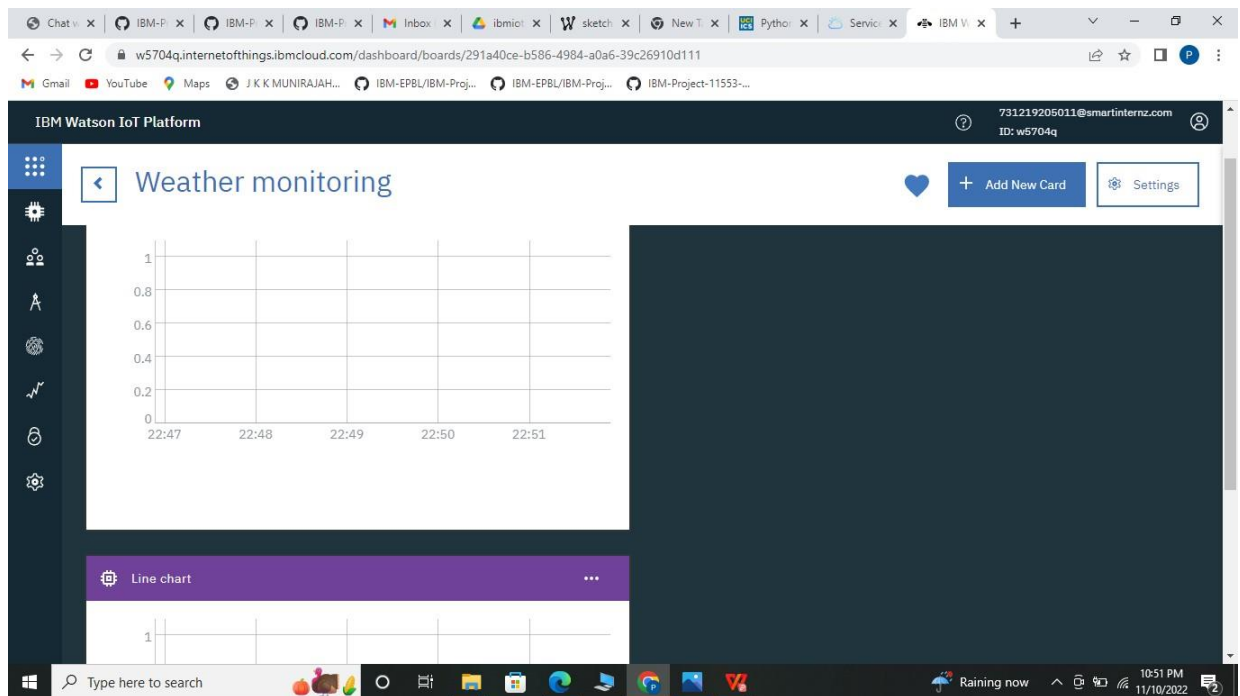 Chat w
IBM-P
IBM-P
IBM-P
M Inbox
ibmiot
W sketch
New T
UCI ICS Python
Service
IBM W
w5704q.internetofthings.ibmcloud.com/dashboard/boards/291a40ce-b586-4984-a0a6-39c26910d111
P
Gmail YouTube Maps J K K MUNIRAJAH... IBM-EPBL/IBM-Proj... IBM-EPBL/IBM-Proj... IBM-Project-11553-...
IBM Watson IoT Platform
731219205011@smartinternz.com
ID: w5704q
Weather monitoring
+ Add New Card
Settings
1
0.8
0.6
0.4
0.2
0
22:47 22:48 22:49 22:50 22:51
Line chart
1
Type here to search
Raining now
10:51 PM
11/10/2022
2